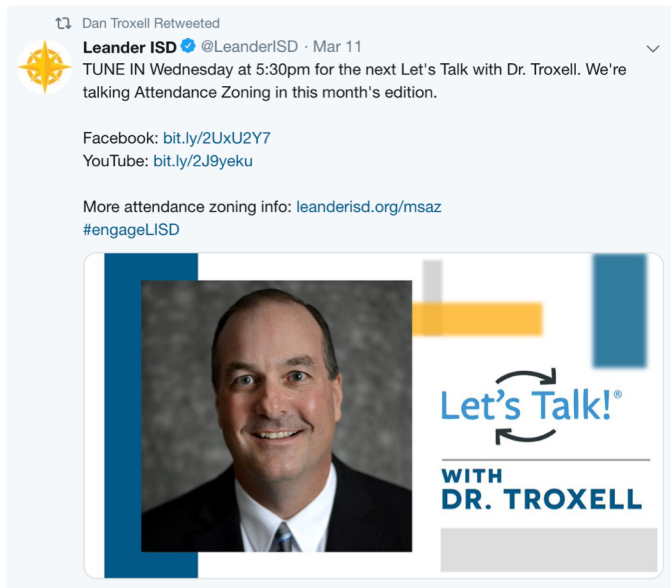 Dan Troxell Retweeted
Leander ISD @LeanderISD · Mar 11
TUNE IN Wednesday at 5:30pm for the next Let's Talk with Dr. Troxell. We're
talking Attendance Zoning in this month's edition.
Facebook: bit.ly/2UxU2Y7
YouTube: bit.ly/2J9yeku
More attendance zoning info: leanderisd.org/msaz
#engageLISD
Let's Talk!®
WITH
DR. TROXELL